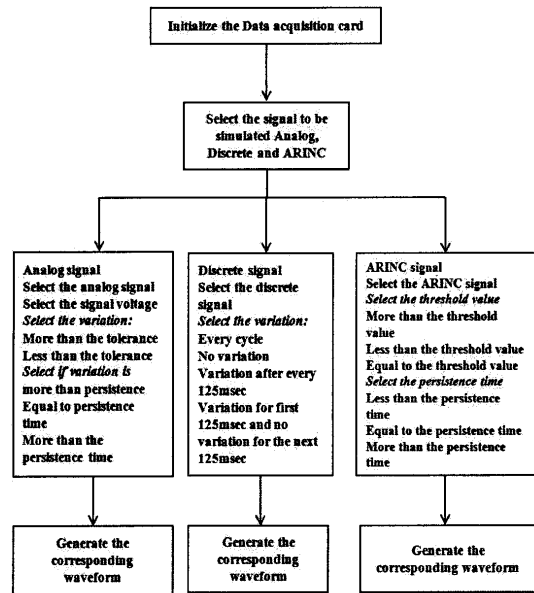 Initialize the Data acquisition card
Select the signal to be
simulated Analog,
Discrete and ARINC
Analog signal
Select the analog signal
Select the signal voltage
Select the variation:
More than the tolerance
Less than the tolerance
Select if variation is
more than persistence
Equal to persistence
time
More than the
persistence time
Discrete signal
Select the discrete
signal
Select the variation:
Every cycle
No variation
Variation after every
125msec
Variation for first
125msec and no
variation for the next
125msec
ARINC signal
Select the ARINC signal
Select the threshold value
More than the threshold
value
Less than the threshold value
Equal to the threshold value
Select the persistence time
Less than the persistence
time
Equal to the persistence time
More than the persistence
time
Generate the
corresponding
waveform
Generate the
corresponding
waveform
Generate the
corresponding waveform